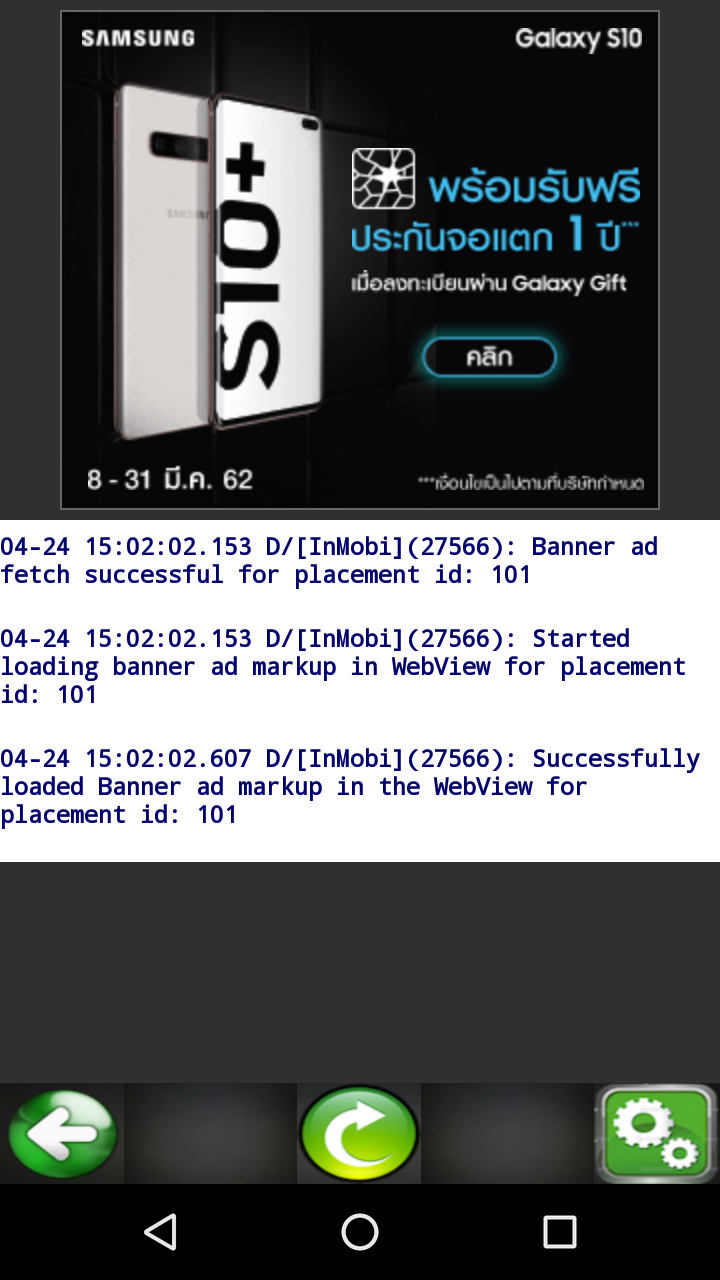 SAMSUNG
Galaxy S10
SAMSUNG
S10+
พร้อมรับฟรี
ประกันจอแตก 1 ปี***
เมื่อลงทะเบียนผ่าน Galaxy Gift
คลิก
8 - 31 มี.ค. 62
***เงื่อนไขเป็นไปตามที่บริษัทกำหนด
04-24 15:02:02.153 D/[InMobi](27566): Banner ad
fetch successful for placement id: 101
04-24 15:02:02.153 D/[InMobi](27566): Started
loading banner ad markup in WebView for placement
id: 101
04-24 15:02:02.607 D/[InMobi](27566): Successfully
loaded Banner ad markup in the WebView for
placement id: 101